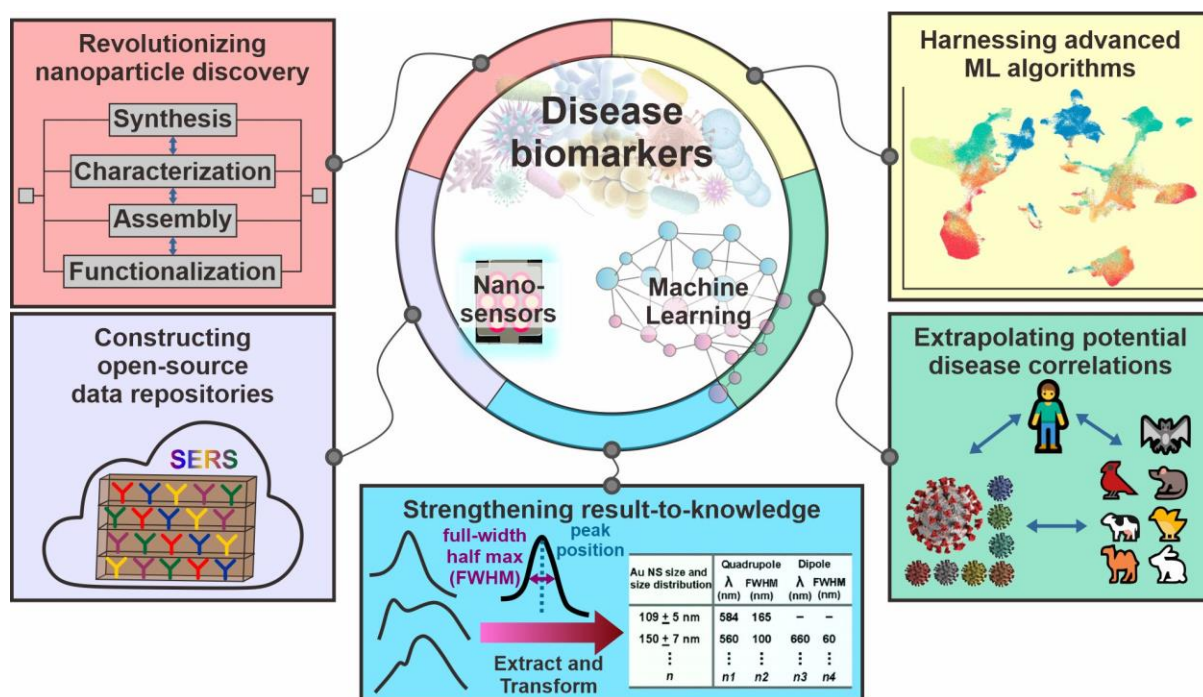 Revolutionizing
nanoparticle discovery
Synthesis
Characterization
Assembly
Functionalization
Disease
biomarkers
Nano-
sensors
Machine
Learning
Harnessing advanced
ML algorithms
Constructing
open-source
data repositories
SERS
Extrapolating potential
disease correlations
Strengthening result-to-knowledge
full-width
half max
(FWHM)
peak
position
Extract and
Transform
Au NS size and
size distribution
Quadrupole Dipole
λ FWHM λ FWHM
(nm) (nm) (nm) (nm)
109 ± 5 nm 584 165 – –
150 ± 7 nm 560 100 660 60
⋮ ⋮ ⋮ ⋮ ⋮
n n1 n2 n3 n4